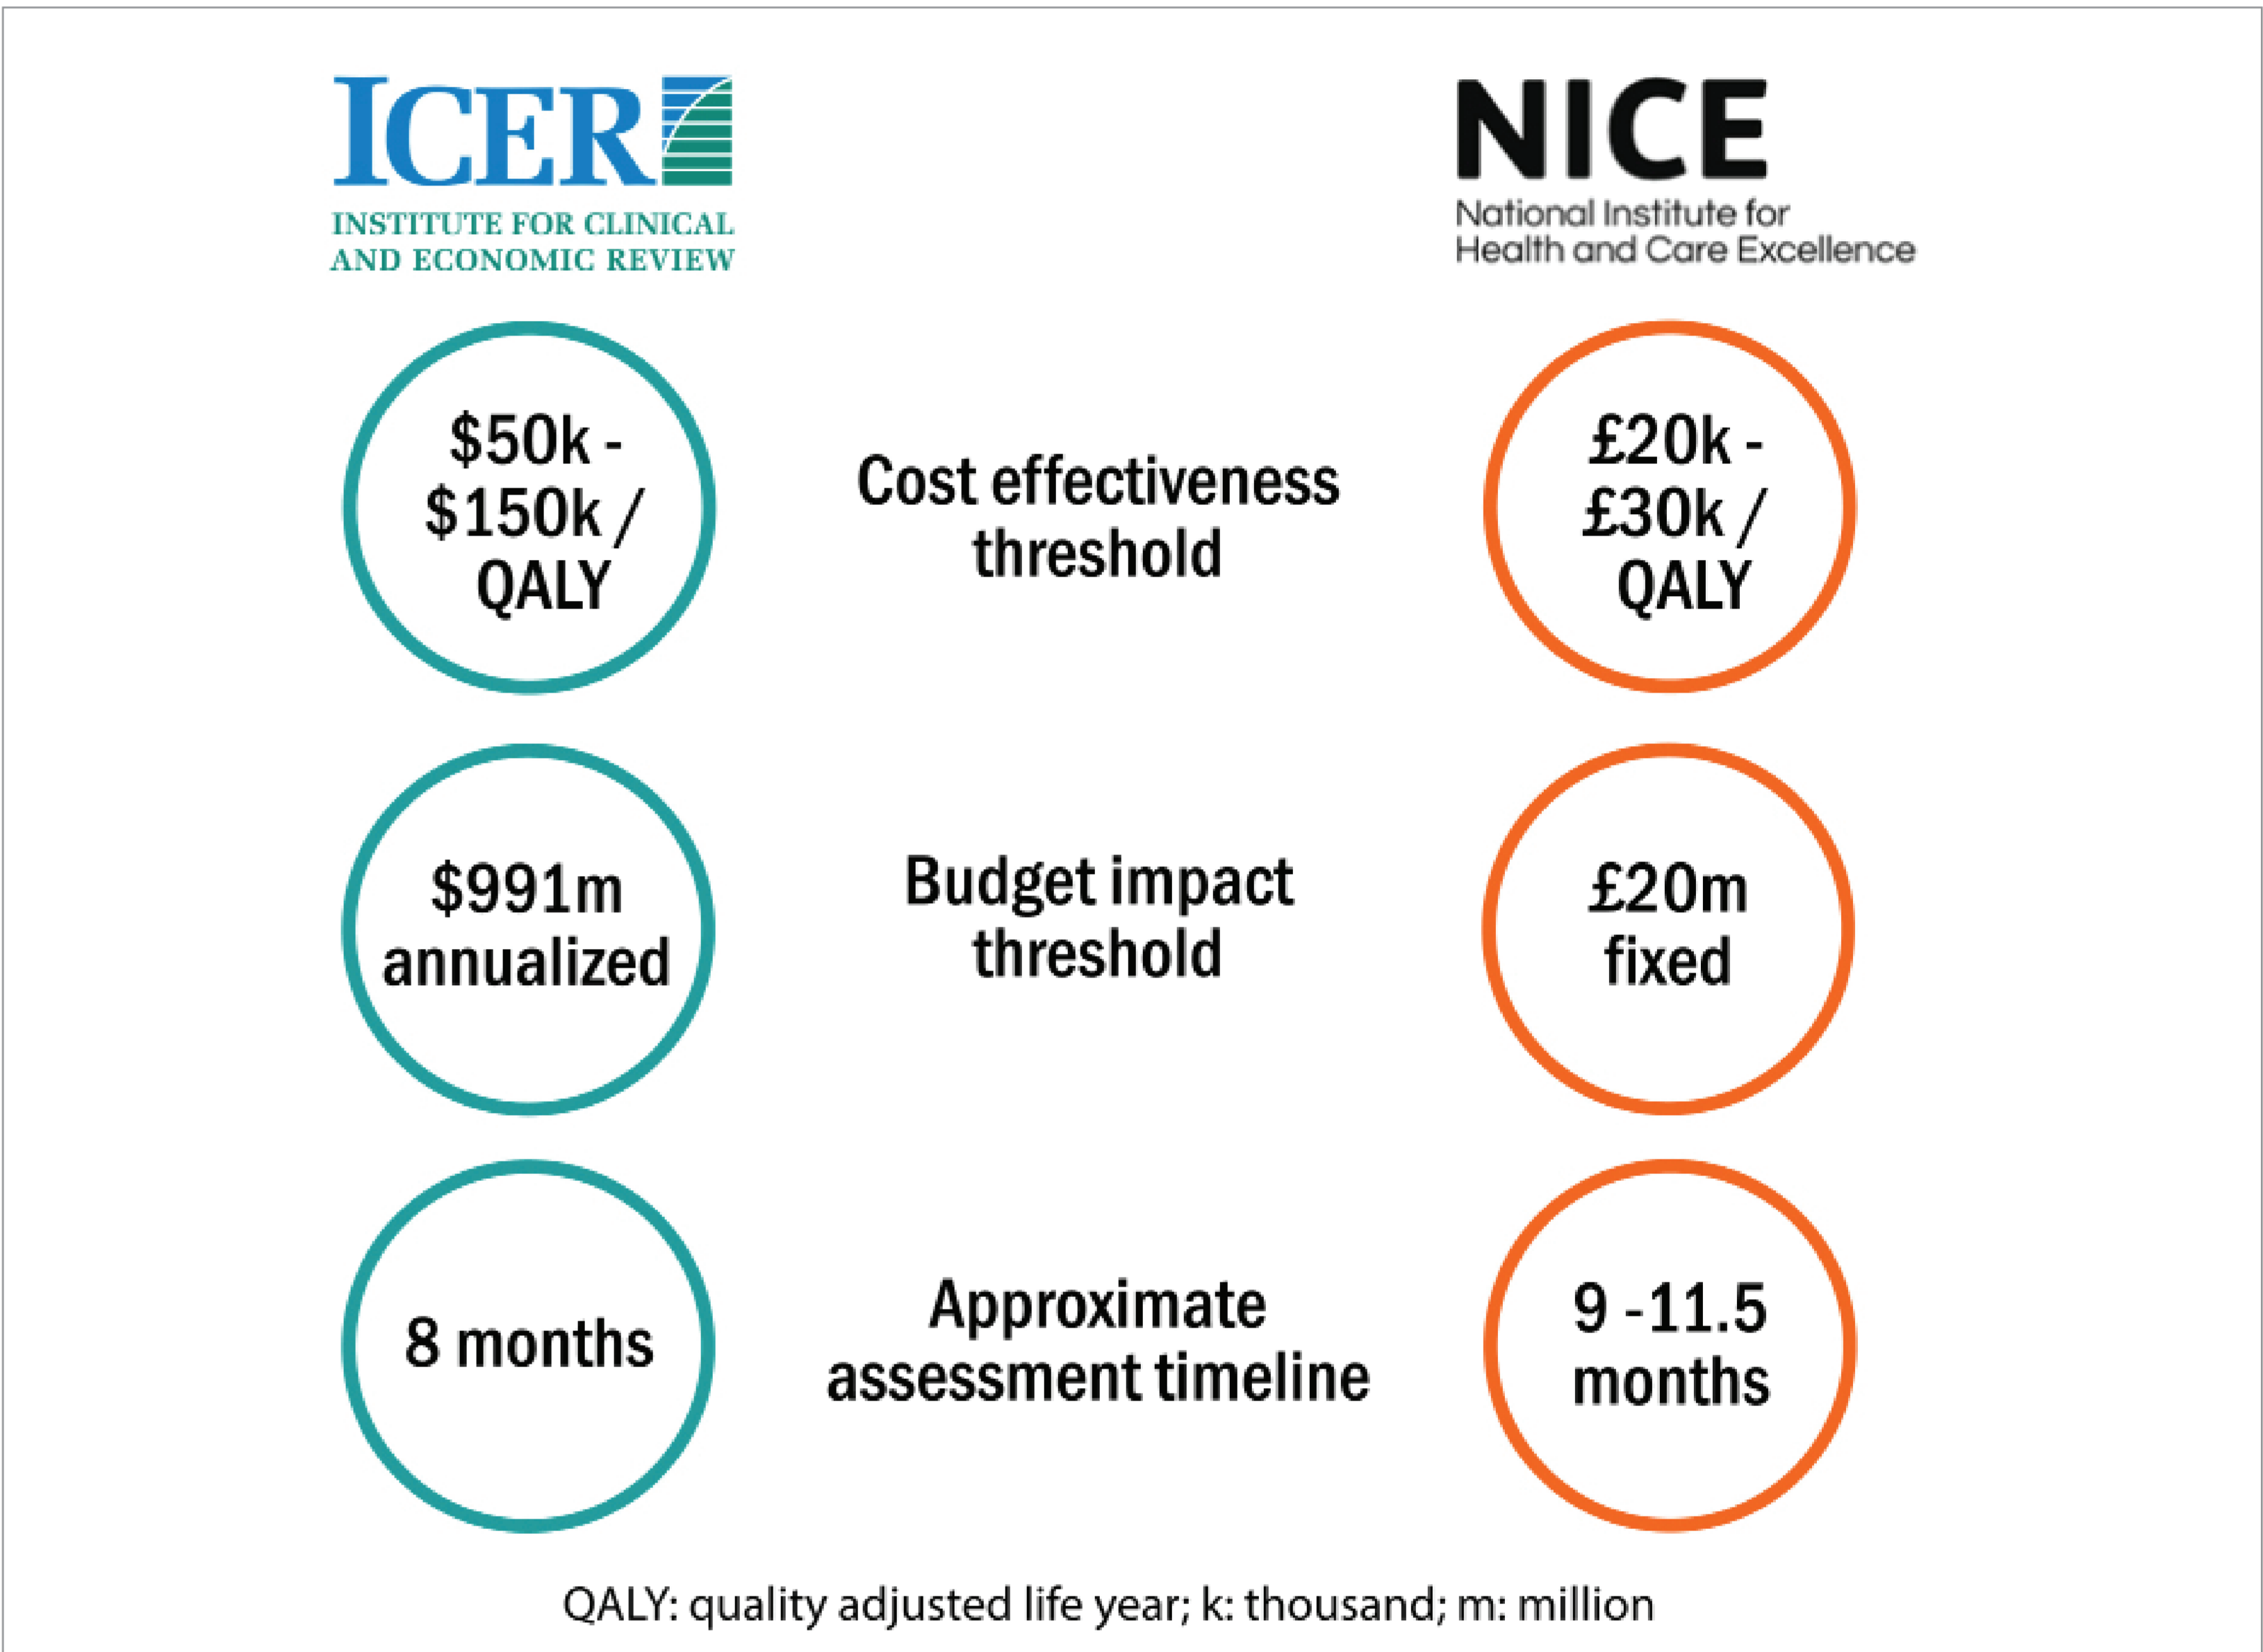 ICER
INSTITUTE FOR CLINICAL
AND ECONOMIC REVIEW
NICE
National Institute for
Health and Care Excellence
$50k -
$150k /
QALY
Cost effectiveness
threshold
£20k -
£30k /
QALY
$991m
annualized
Budget impact
threshold
£20m
fixed
8 months
Approximate
assessment timeline
9 -11.5
months
QALY: quality adjusted life year; k: thousand; m: million